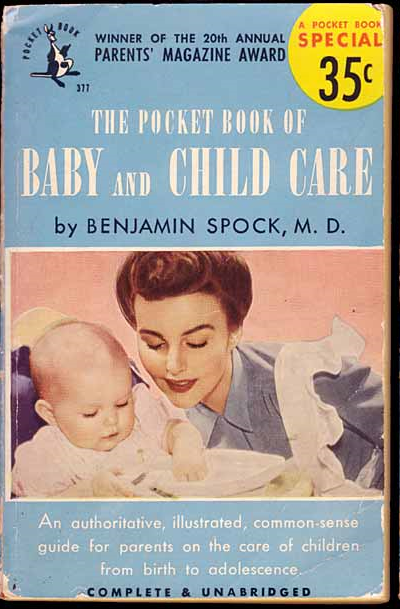 POCKET BOOK
377
WINNER OF THE 20th ANNUAL
PARENTS' MAGAZINE AWARD
A POCKET BOOK
SPECIAL
35c
THE POCKET BOOK OF
BABY AND CHILD CARE
by BENJAMIN SPOCK, M. D.
An authoritative, illustrated, common-sense
guide for parents on the care of children
from birth to adolescence.
COMPLETE & UNABRIDGED